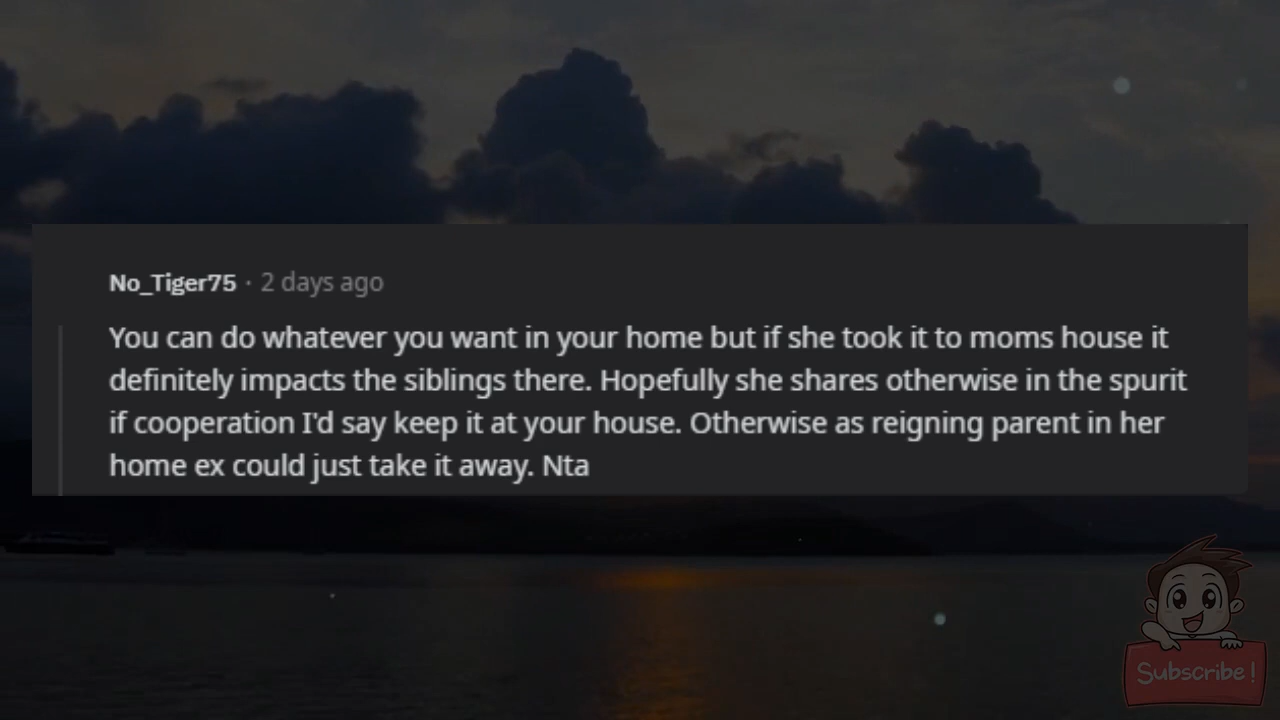 No_Tiger75 · 2 days ago
You can do whatever you want in your home but if she took it to moms house it
definitely impacts the siblings there. Hopefully she shares otherwise in the spurit
if cooperation I'd say keep it at your house. Otherwise as reigning parent in her
home ex could just take it away. Nta
Subscribe!